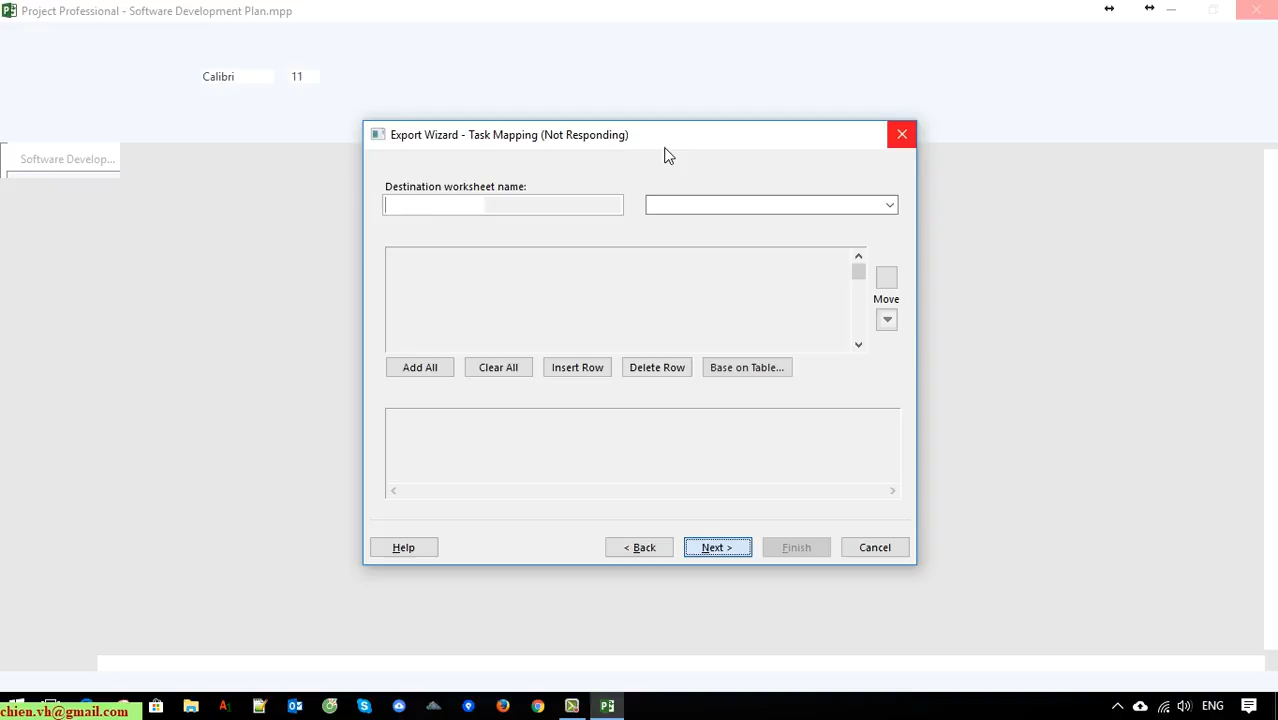 Project Professional - Software Development Plan.mpp
Calibri 11
Software Develop...
Export Wizard - Task Mapping (Not Responding)
Destination worksheet name:
Move
Add All Clear All Insert Row Delete Row Base on Table...
Help < Back Next > Finish Cancel
ENG
chien.vh@gmail.com